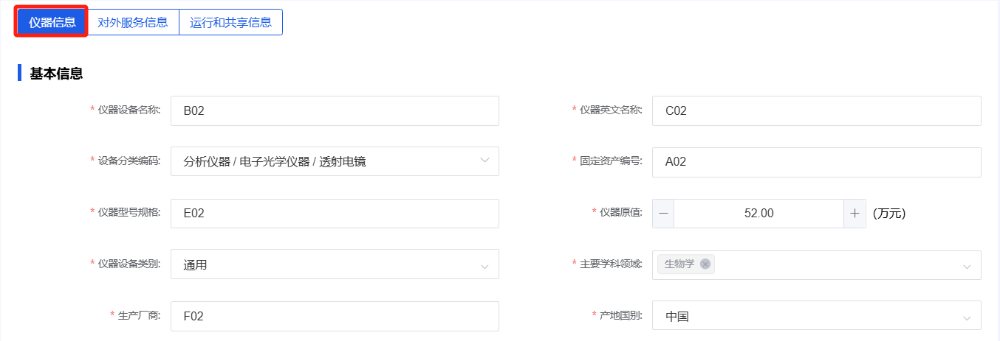 仪器信息 对外服务信息 运行和共享信息
基本信息
* 仪器设备名称: B02 * 仪器英文名称: C02
* 设备分类编码: 分析仪器 / 电子光学仪器 / 透射电镜 * 固定资产编号: A02
* 仪器型号规格: E02 * 仪器原值: 52.00 (万元)
* 仪器设备类别: 通用 * 主要学科领域: 生物学
* 生产厂商: F02 * 产地国别: 中国